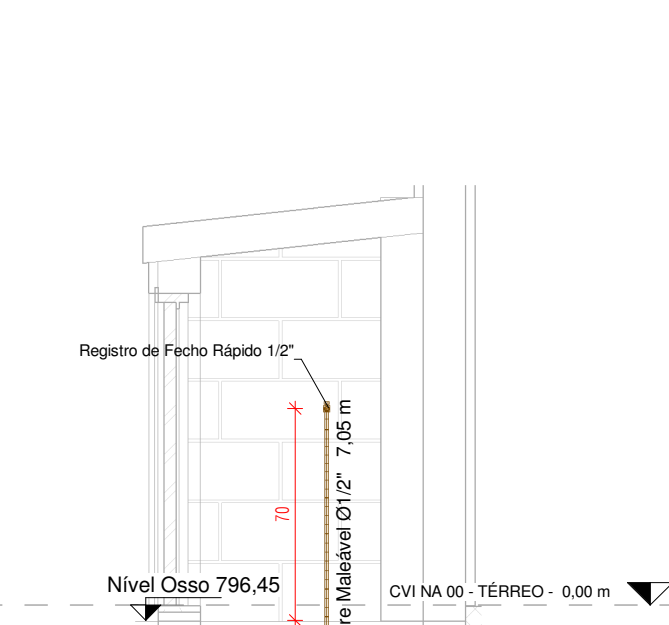 Registro de Fecho Rápido 1/2"
re Maleável Ø1/2" 7,05 m
70
Nível Osso 796,45
CVI NA 00 - TÉRREO - 0,00 m